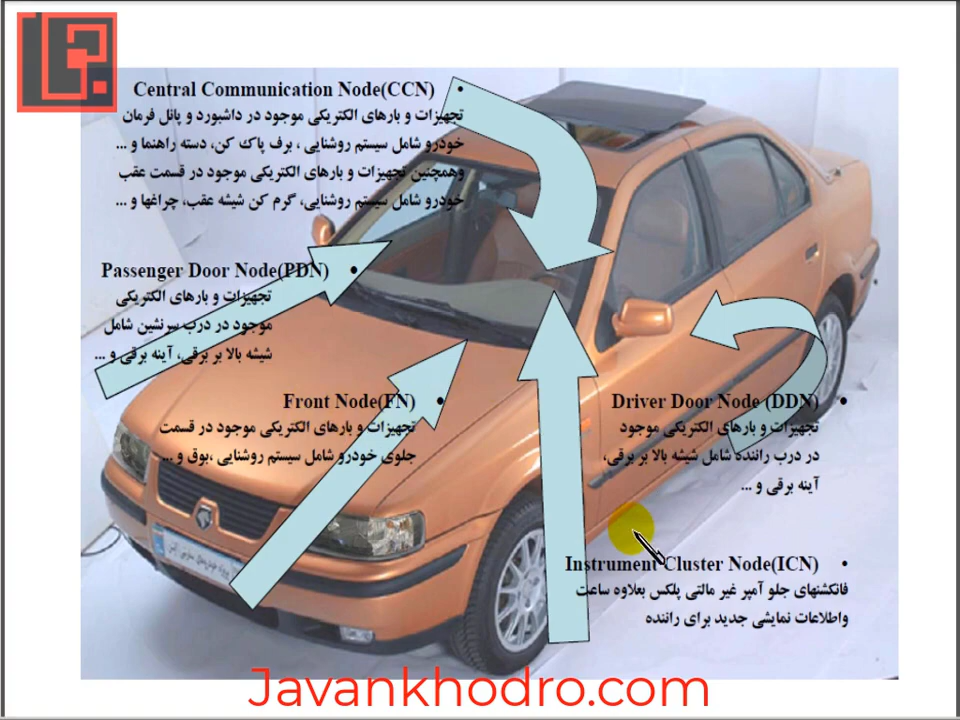 Central Communication Node(CCN) •
تجهیزات و بارهای الکتریکی موجود در داشبورد و پانل فرمان
خودرو شامل سیستم روشنایی ، برف پاک کن، دسته راهنما و ...
وهمچنین تجهیزات و بارهای الکتریکی موجود در قسمت عقب
خودرو شامل سیستم روشنایی، گرم کن شیشه عقب، چراغها و ...
Passenger Door Node(PDN) •
تجهیزات و بارهای الکتریکی
موجود در درب سرنشین شامل
شیشه بالا بر برقی، آینه برقی و ...
Front Node(FN) •
تجهیزات و بارهای الکتریکی موجود در قسمت
جلوی خودرو شامل سیستم روشنایی ،بوق و ...
Driver Door Node (DDN) •
تجهیزات و بارهای الکتریکی موجود
در درب راننده شامل شیشه بالا بر برقی،
آینه برقی و ...
Instrument Cluster Node(ICN) •
فانکشنهای جلو آمپر غیر مالتی پلکس بعلاوه ساعت
واطلاعات نمایشی جدید برای راننده
Javankhodro.com